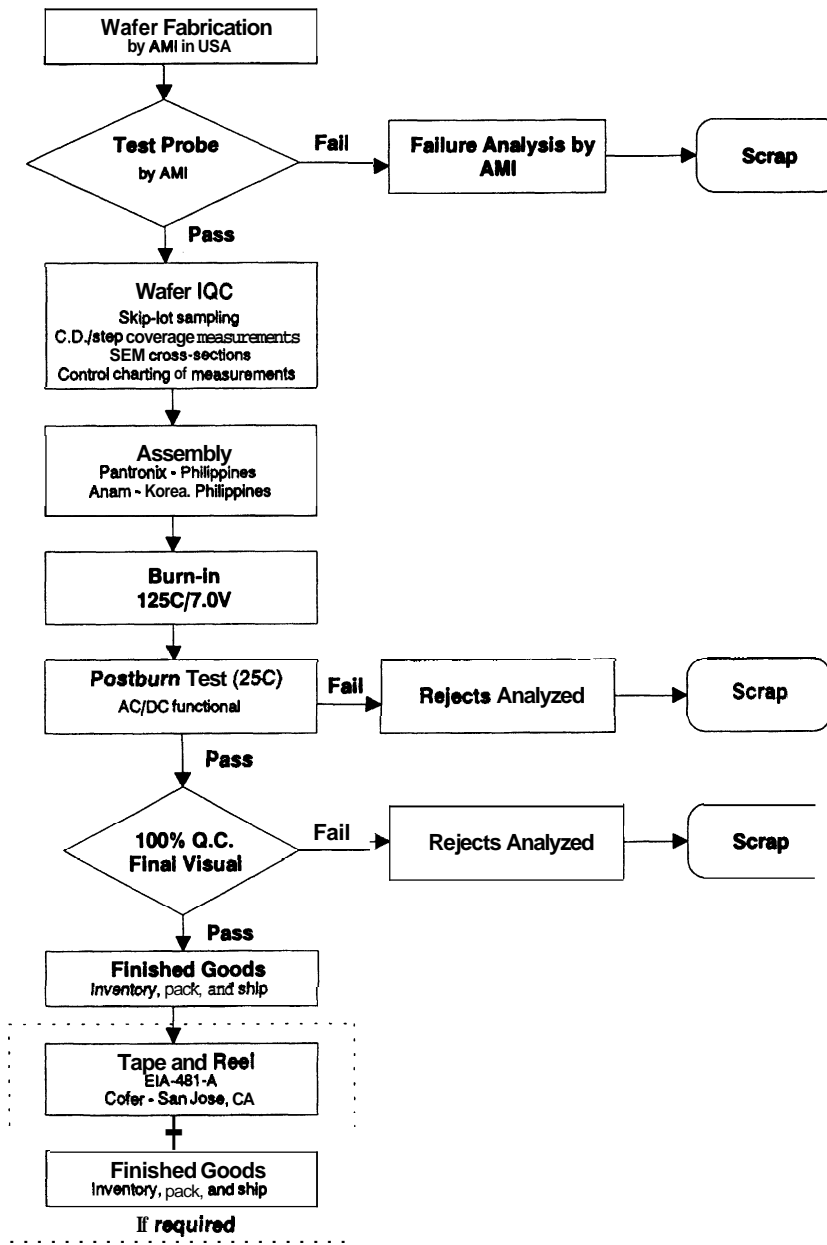 Wafer Fabrication
by AMI in USA
Test Probe
by AMI
Fail
Failure Analysis by
AMI
Scrap
Pass
Wafer IQC
Skip-lot sampling
C.D./step coverage measurements
SEM cross-sections
Control charting of measurements
Assembly
Pantronix - Philippines
Anam - Korea. Philippines
Burn-in
125C/7.0V
Postburn Test (25C)
AC/DC functional
Fail
Rejects Analyzed
Scrap
Pass
100% Q.C.
Final Visual
Fail
Rejects Analyzed
Scrap
Pass
Finished Goods
Inventory, pack, and ship
Tape and Reel
EIA-481-A
Cofer - San Jose, CA
Finished Goods
Inventory, pack, and ship
If required